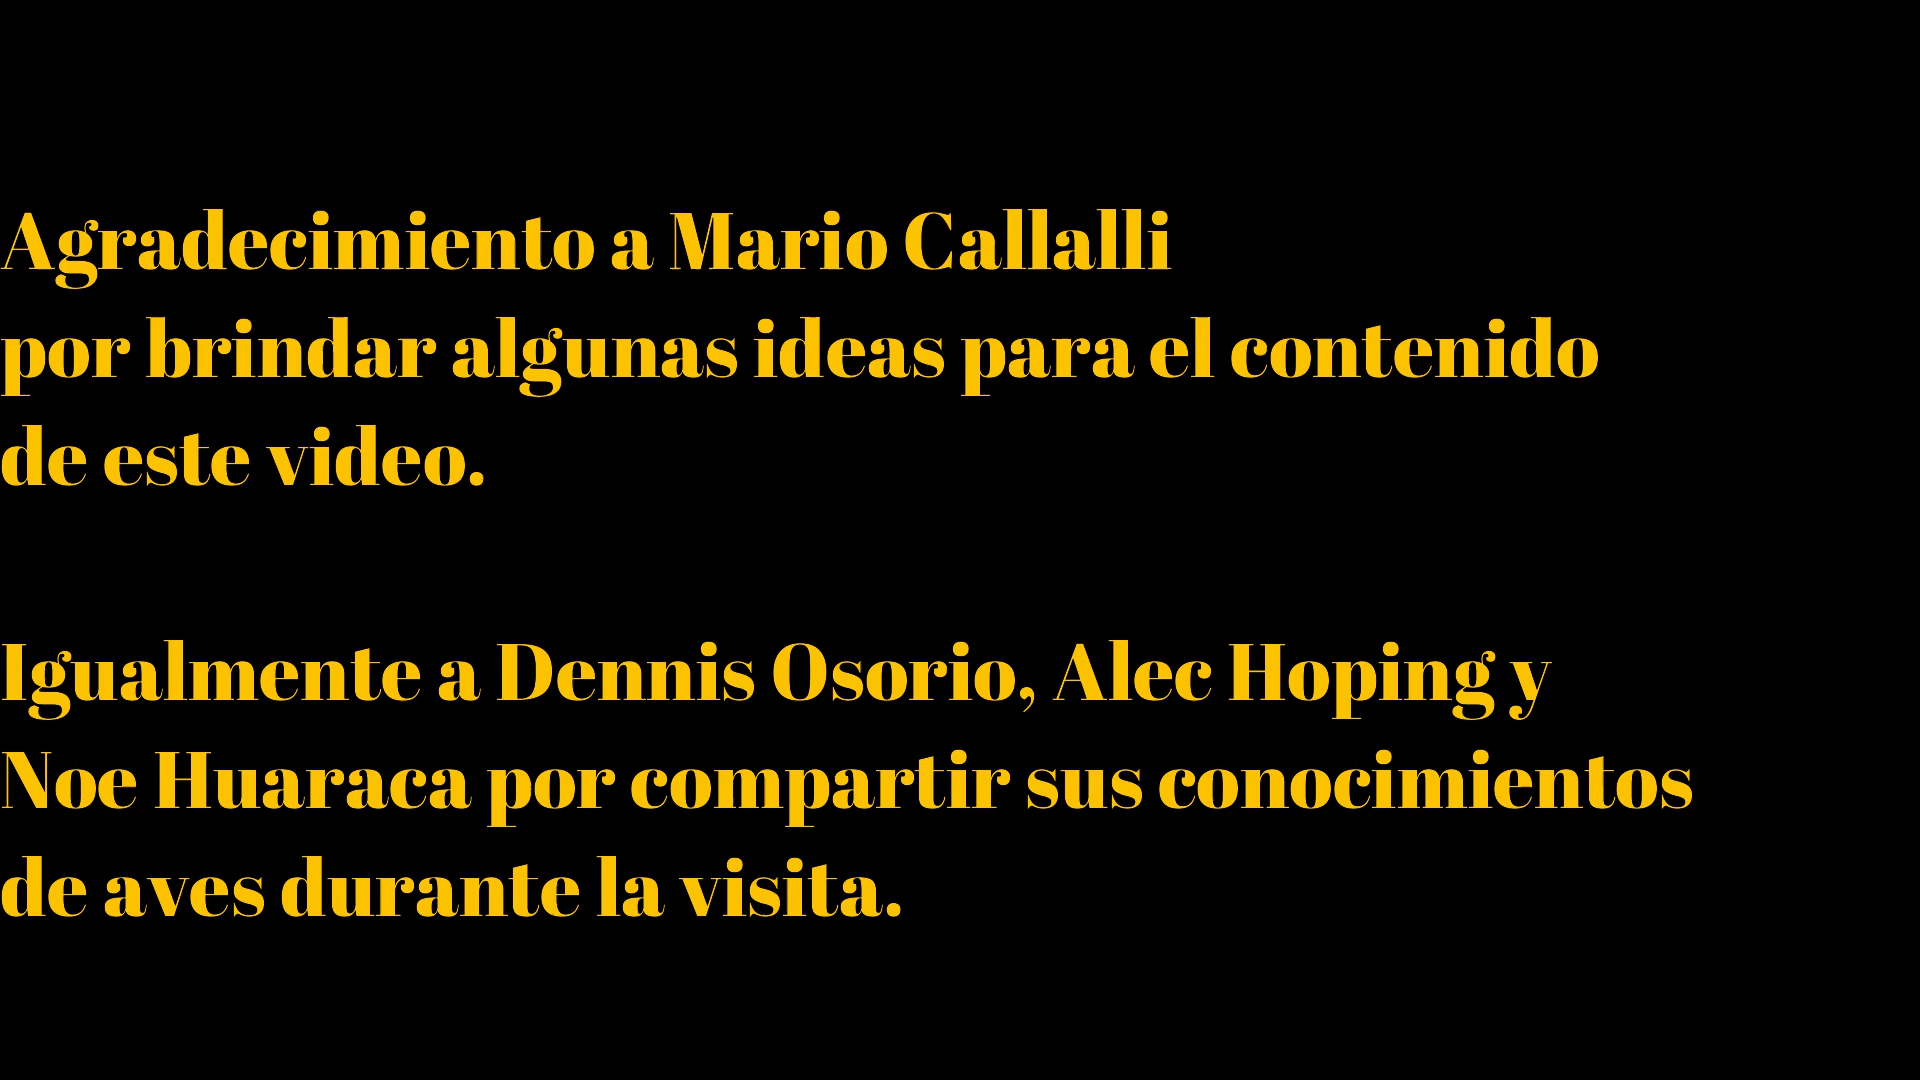 Agradecimiento a Mario Callalli
por brindar algunas ideas para el contenido
de este video.
Igualmente a Dennis Osorio, Alec Hoping y
Noe Huaraca por compartir sus conocimientos
de aves durante la visita.